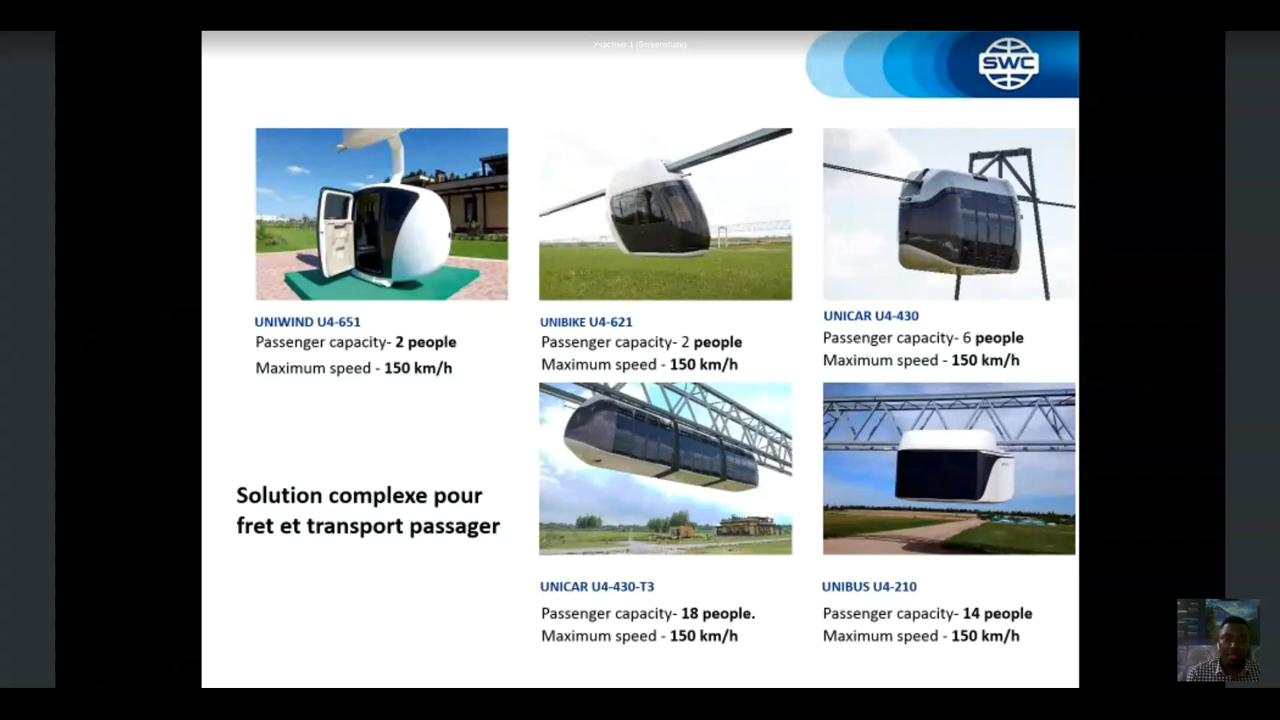 Участник 1 (Screenshare)
SWC
UNIWIND U4-651
Passenger capacity- 2 people
Maximum speed - 150 km/h
UNIBIKE U4-621
Passenger capacity- 2 people
Maximum speed - 150 km/h
UNICAR U4-430
Passenger capacity- 6 people
Maximum speed - 150 km/h
Solution complexe pour
fret et transport passager
UNICAR U4-430-T3
Passenger capacity- 18 people.
Maximum speed - 150 km/h
UNIBUS U4-210
Passenger capacity- 14 people
Maximum speed - 150 km/h